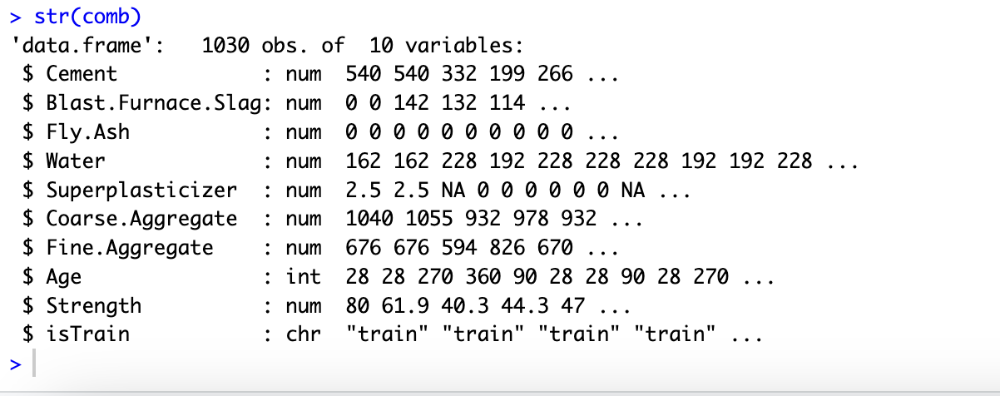 > str(comb)
'data.frame':   1030 obs. of  10 variables:
 $ Cement            : num  540 540 332 199 266 ...
 $ Blast.Furnace.Slag: num  0 0 142 132 114 ...
 $ Fly.Ash           : num  0 0 0 0 0 0 0 0 0 0 ...
 $ Water             : num  162 162 228 192 228 228 228 192 192 228 ...
 $ Superplasticizer  : num  2.5 2.5 NA 0 0 0 0 0 0 NA ...
 $ Coarse.Aggregate  : num  1040 1055 932 978 932 ...
 $ Fine.Aggregate    : num  676 676 594 826 670 ...
 $ Age               : int  28 28 270 360 90 28 28 90 28 270 ...
 $ Strength          : num  80 61.9 40.3 44.3 47 ...
 $ isTrain           : chr  "train" "train" "train" "train" ...
>